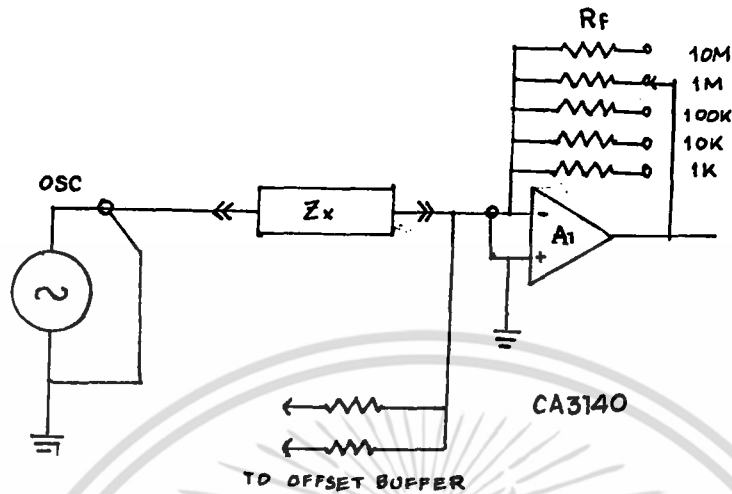 RF
10M
1M
100K
10K
1K
OSC
Zx
-
A1
+
~
CA3140
TO OFFSET BUFFER